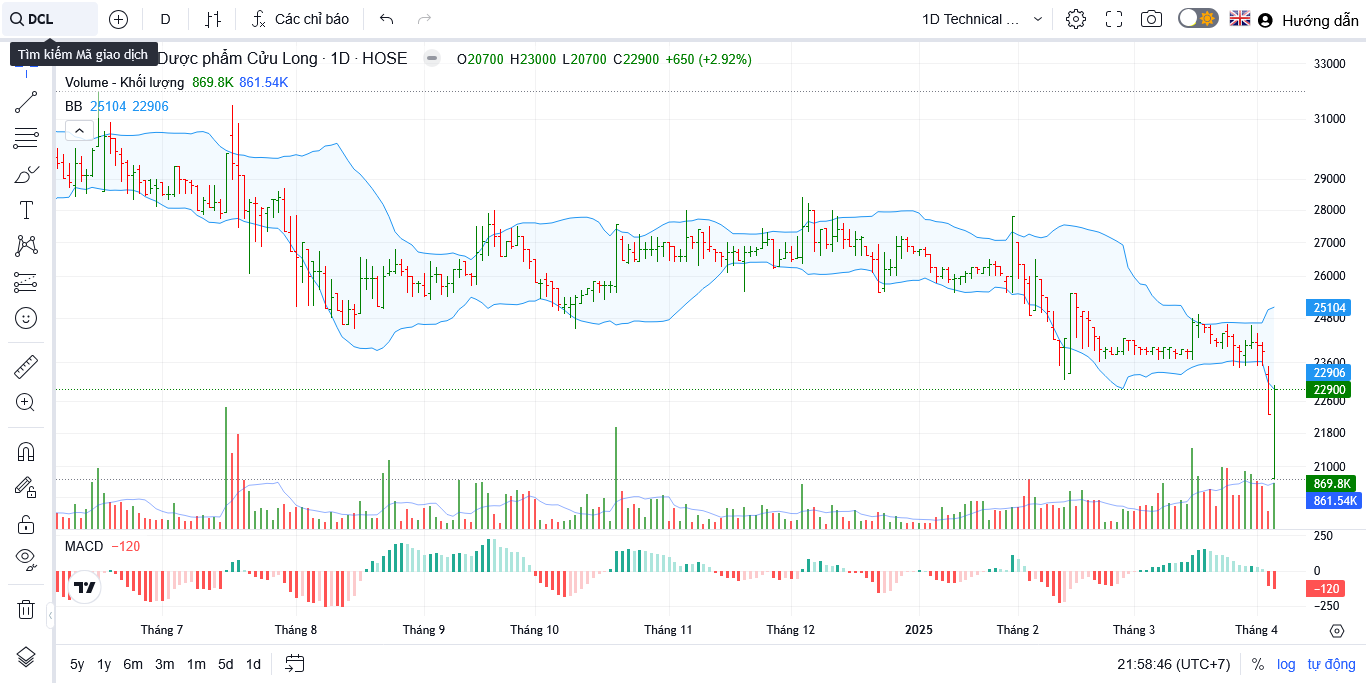 DCL
D
Các chỉ báo
1D Technical ...
Hướng dẫn
Tìm kiếm Mã giao dịch
Dược phẩm Cửu Long · 1D · HOSE
O20700 H23000 L20700 C22900 +650 (+2.92%)
Volume - Khối lượng 869.8K 861.54K
BB 25104 22906
33000
31000
29000
28000
27000
26000
25104
24800
23600
22906
22900
22600
21800
21000
869.8K
861.54K
MACD −120
250
0
−120
−250
Tháng 7
Tháng 8
Tháng 9
Tháng 10
Tháng 11
Tháng 12
2025
Tháng 2
Tháng 3
Tháng 4
5y 1y 6m 3m 1m 5d 1d
21:58:46 (UTC+7)
% log tự động